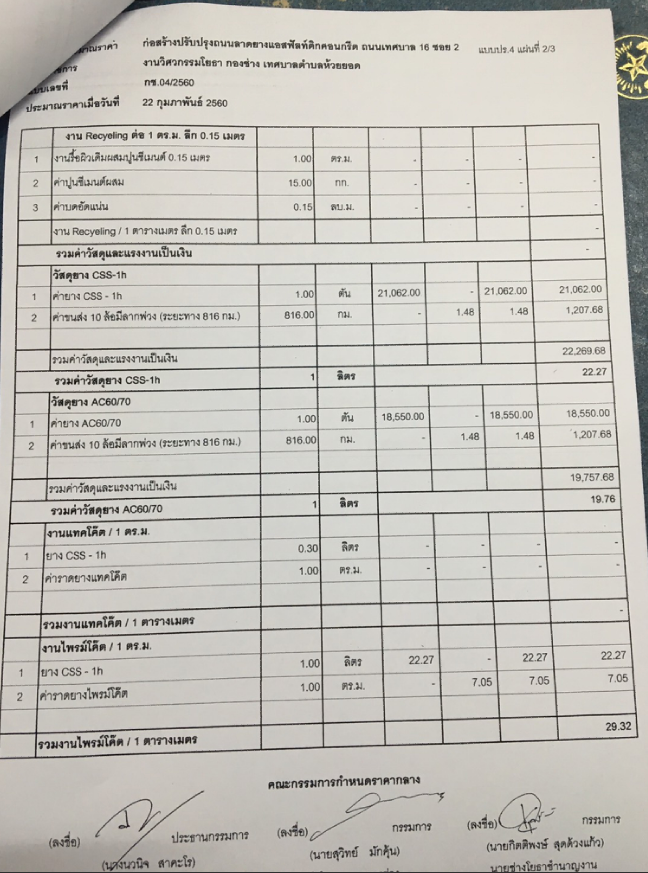 ณราคา ก่อสร้างปรับปรุงถนนลาดยางแอสฟัลท์ติกคอนกรีต ถนนเทศบาล 16 ซอย 2 แบบปร.4 แผ่นที่ 2/3
การ งานวิศวกรรมโยธา กองช่าง เทศบาลตำบลห้วยยอด
เลขที่ กช.04/2560
ประมาณราคาเมื่อวันที่ 22 กุมภาพันธ์ 2560
งาน Recyeling ต่อ 1 ตร.ม. ลึก 0.15 เมตร
1 งานรื้อผิวเดิมผสมปูนซีเมนต์ 0.15 เมตร 1.00 ตร.ม. - - - -
2 ค่าปูนซีเมนต์ผสม 15.00 กก. - - - -
3 ค่าบดอัดแน่น 0.15 ลบ.ม. - - - -
งาน Recycling / 1 ตารางเมตร ลึก 0.15 เมตร -
รวมค่าวัสดุและแรงงานเป็นเงิน -
วัสดุยาง CSS-1h
1 ค่ายาง CSS - 1h 1.00 ตัน 21,062.00 - 21,062.00 21,062.00
2 ค่าขนส่ง 10 ล้อมีลากพ่วง (ระยะทาง 816 กม.) 816.00 กม. - 1.48 1.48 1,207.68
รวมค่าวัสดุและแรงงานเป็นเงิน 22,269.68
รวมค่าวัสดุยาง CSS-1h 1 ลิตร 22.27
วัสดุยาง AC60/70
1 ค่ายาง AC60/70 1.00 ตัน 18,550.00 - 18,550.00 18,550.00
2 ค่าขนส่ง 10 ล้อมีลากพ่วง (ระยะทาง 816 กม.) 816.00 กม. - 1.48 1.48 1,207.68
รวมค่าวัสดุและแรงงานเป็นเงิน 19,757.68
รวมค่าวัสดุยาง AC60/70 1 ลิตร 19.76
งานแทคโค๊ต / 1 ตร.ม.
1 ยาง CSS - 1h 0.30 ลิตร - - - -
2 ค่าราดยางแทคโค๊ต 1.00 ตร.ม. - - - -
รวมงานแทคโค๊ต / 1 ตารางเมตร -
งานไพรม์โค๊ต / 1 ตร.ม.
1 ยาง CSS - 1h 1.00 ลิตร 22.27 - 22.27 22.27
2 ค่าราดยางไพรม์โค๊ต 1.00 ตร.ม. - 7.05 7.05 7.05
รวมงานไพรม์โค๊ต / 1 ตารางเมตร 29.32
คณะกรรมการกำหนดราคากลาง
(ลงชื่อ) ประธานกรรมการ (ลงชื่อ) กรรมการ (ลงชื่อ) กรรมการ
(นางนวนิจ สาคะโร) (นายสุวิทย์ มักคุ้น) (นายกิตติพงษ์ สุดด้วงแก้ว)
นายช่างโยธาชำนาญงาน